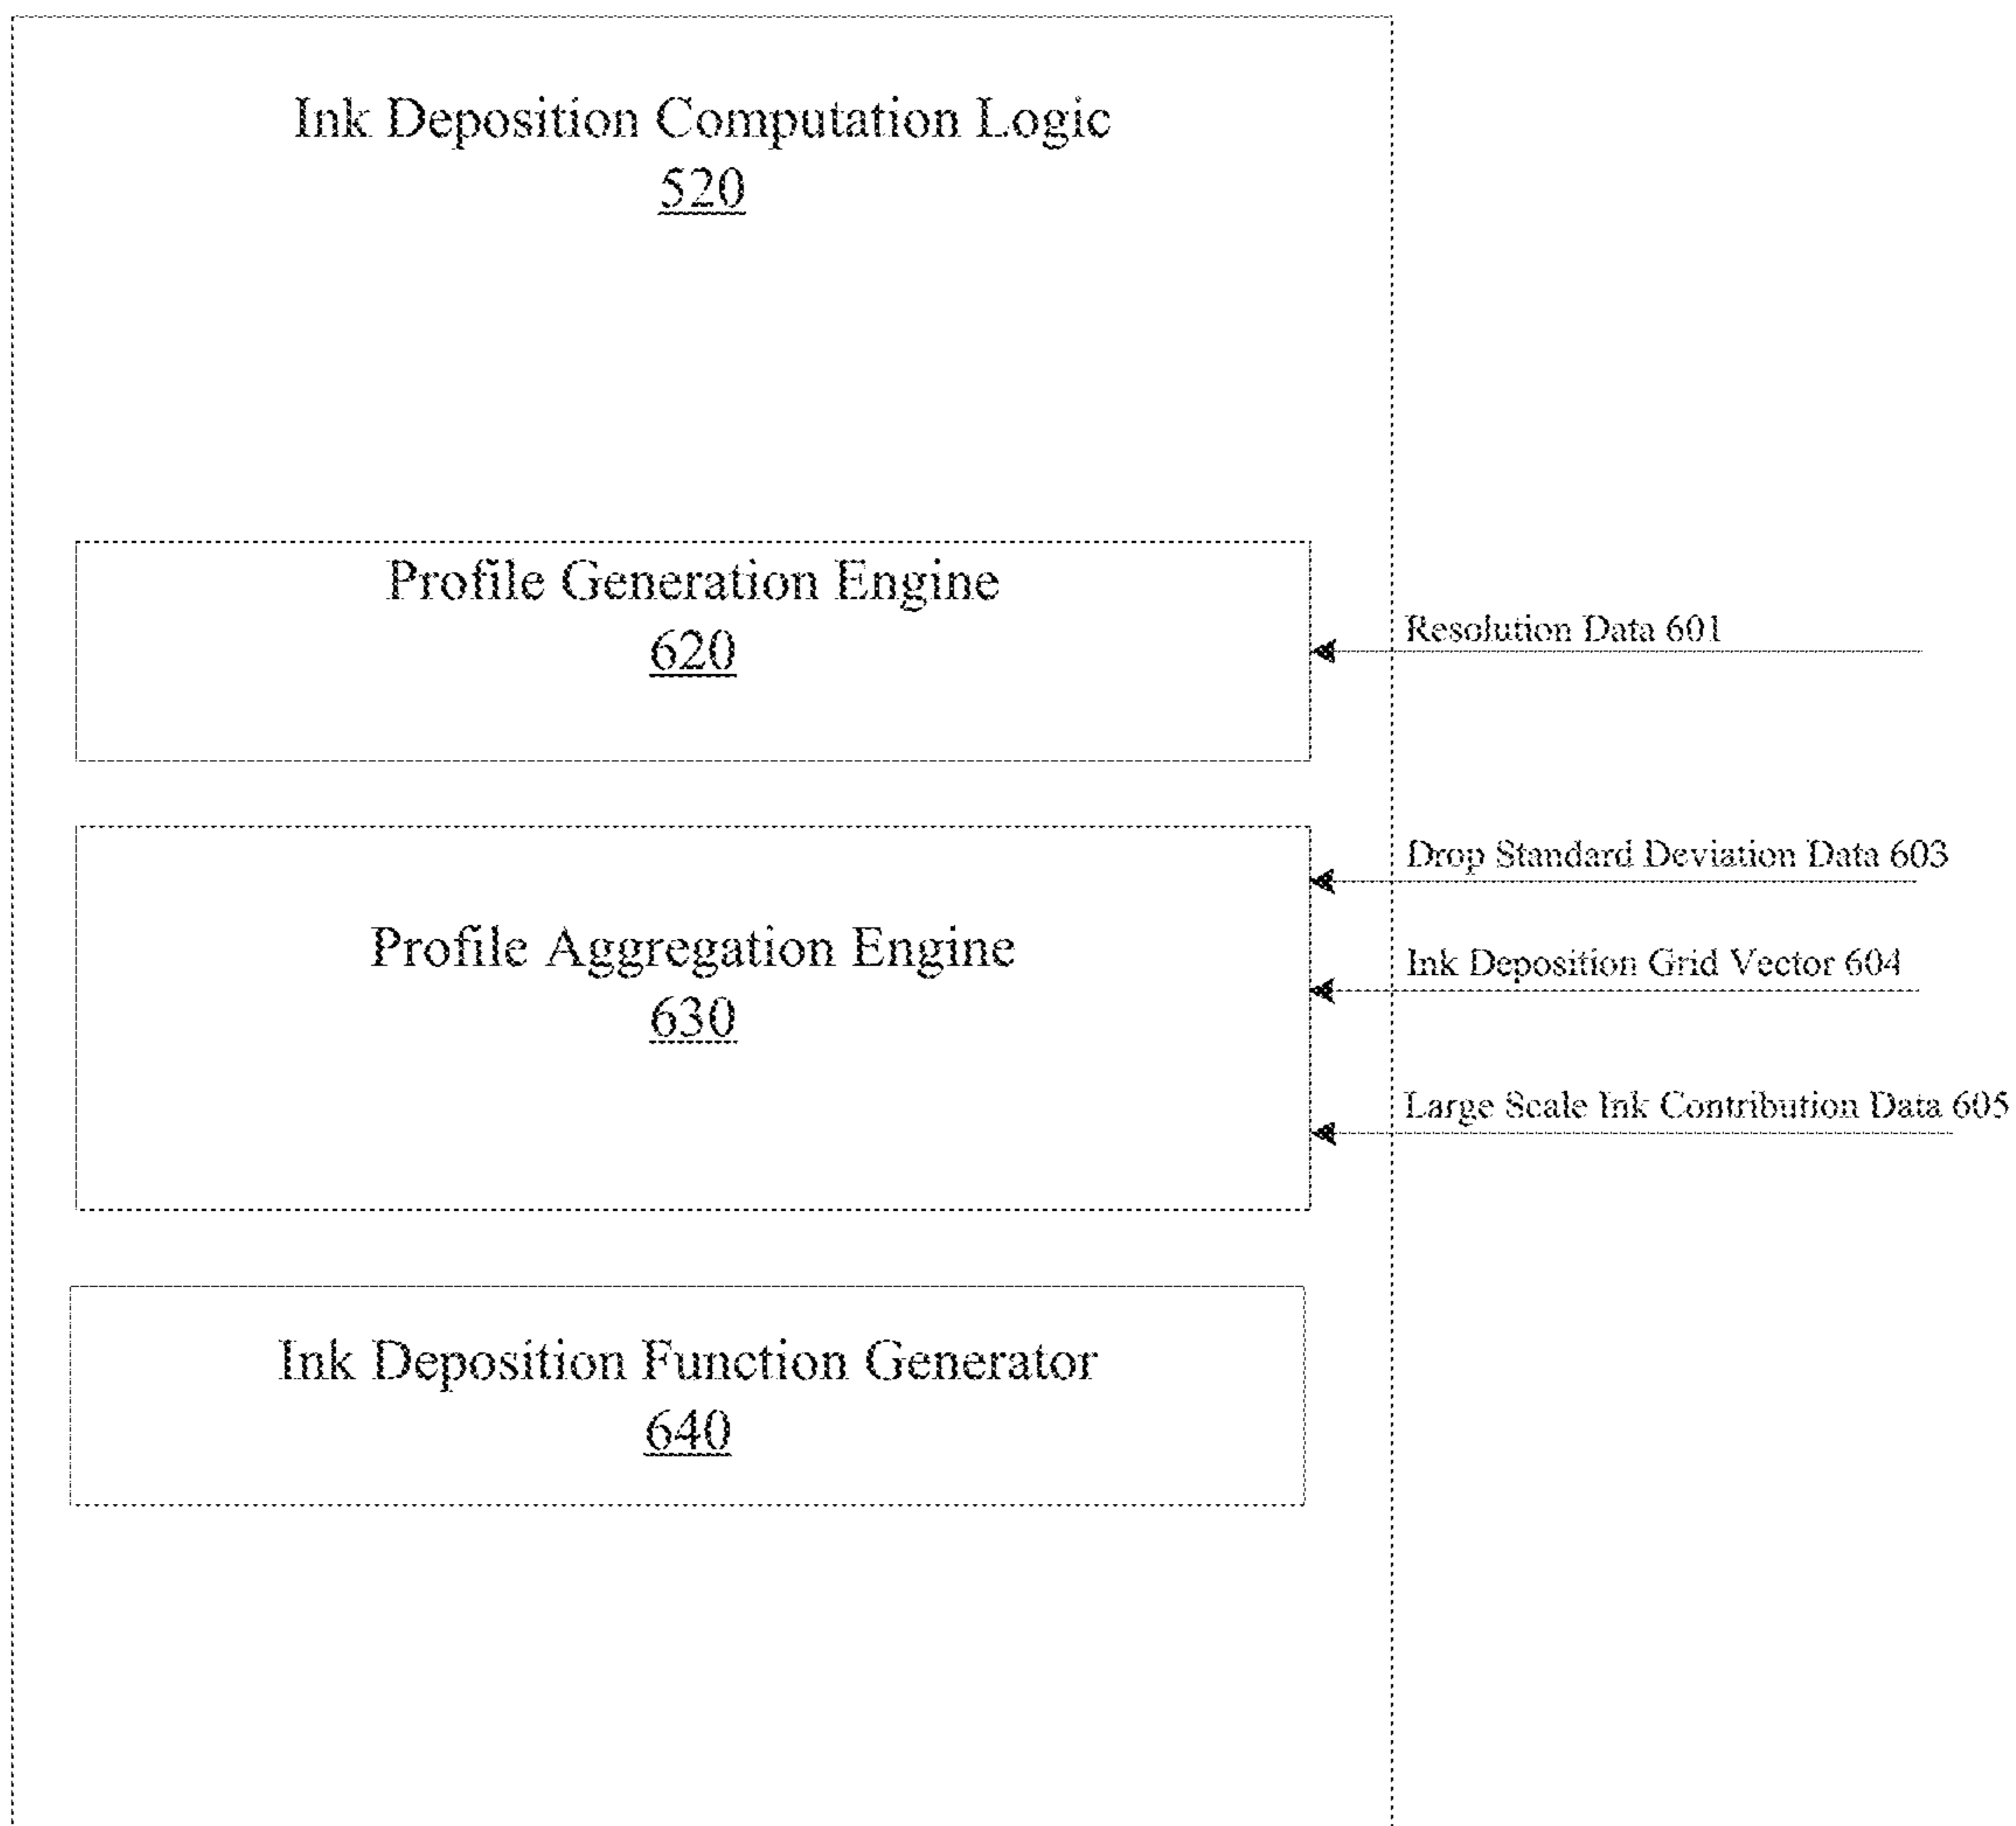 Ink Deposition Computation Logic
520
Profile Generation Engine
620
Resolution Data 601
Profile Aggregation Engine
630
Drop Standard Deviation Data 603
Ink Deposition Grid Vector 604
Large Scale Ink Contribution Data 605
Ink Deposition Function Generator
640